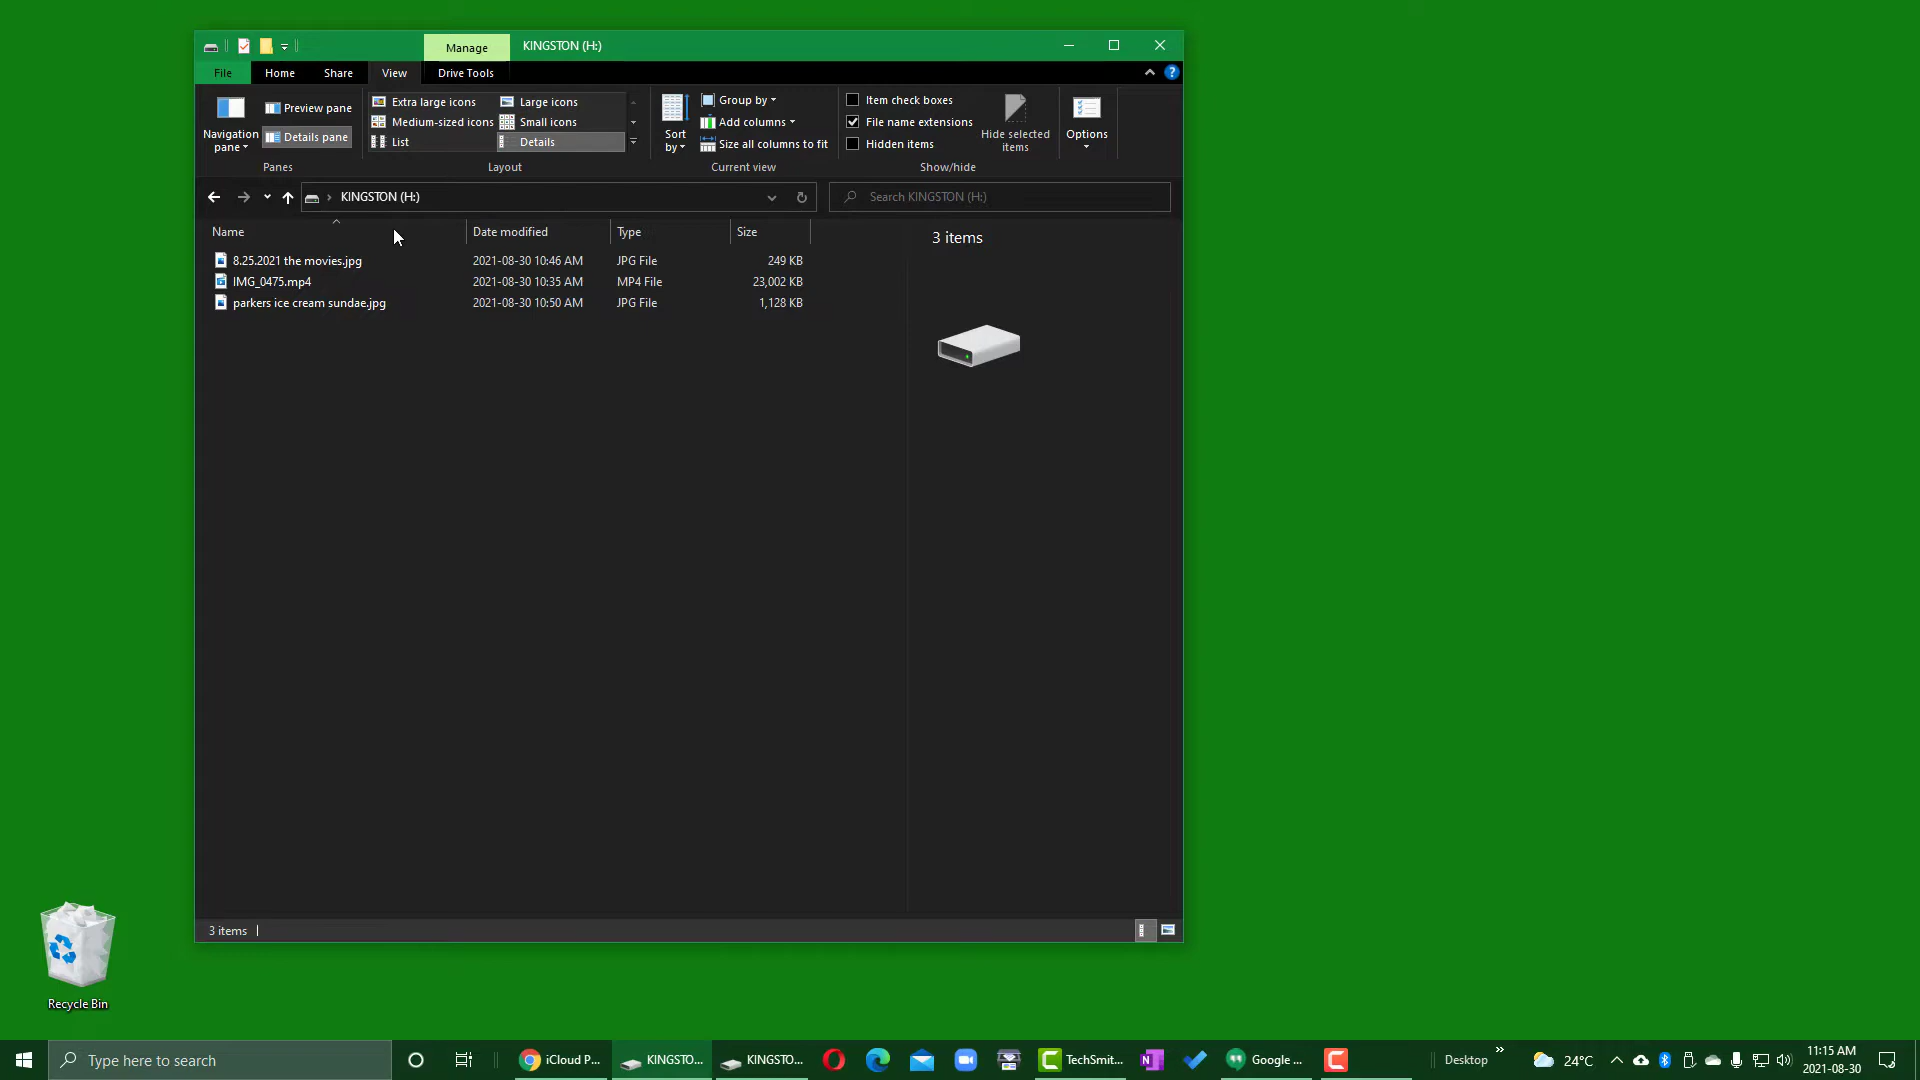 Manage KINGSTON (H:)
File Home Share View Drive Tools
Navigation pane
Preview pane
Details pane
Panes
Extra large icons Large icons
Medium-sized icons Small icons
List Details
Layout
Sort by
Group by
Add columns
Size all columns to fit
Current view
Item check boxes
File name extensions
Hidden items
Hide selected items
Show/hide
Options
KINGSTON (H:)
Search KINGSTON (H:)
Name Date modified Type Size
8.25.2021 the movies.jpg 2021-08-30 10:46 AM JPG File 249 KB
IMG_0475.mp4 2021-08-30 10:35 AM MP4 File 23,002 KB
parkers ice cream sundae.jpg 2021-08-30 10:50 AM JPG File 1,128 KB
3 items
3 items
Recycle Bin
Type here to search
iCloud P...
KINGSTO...
KINGSTO...
TechSmit...
Google ...
Desktop
24°C
11:15 AM
2021-08-30